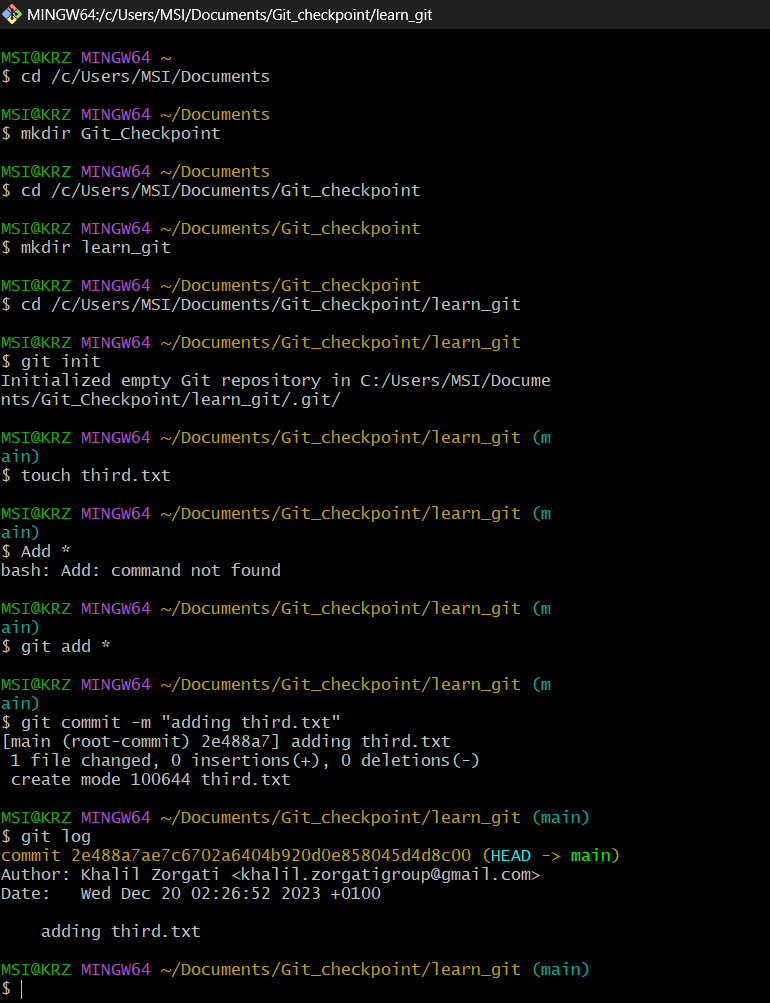 MINGW64:/c/Users/MSI/Documents/Git_checkpoint/learn_git
MSI@KRZ MINGW64 ~
$ cd /c/Users/MSI/Documents
MSI@KRZ MINGW64 ~/Documents
$ mkdir Git_Checkpoint
MSI@KRZ MINGW64 ~/Documents
$ cd /c/Users/MSI/Documents/Git_checkpoint
MSI@KRZ MINGW64 ~/Documents/Git_checkpoint
$ mkdir learn_git
MSI@KRZ MINGW64 ~/Documents/Git_checkpoint
$ cd /c/Users/MSI/Documents/Git_checkpoint/learn_git
MSI@KRZ MINGW64 ~/Documents/Git_checkpoint/learn_git
$ git init
Initialized empty Git repository in C:/Users/MSI/Docume
nts/Git_Checkpoint/learn_git/.git/
MSI@KRZ MINGW64 ~/Documents/Git_checkpoint/learn_git (m
ain)
$ touch third.txt
MSI@KRZ MINGW64 ~/Documents/Git_checkpoint/learn_git (m
ain)
$ Add *
bash: Add: command not found
MSI@KRZ MINGW64 ~/Documents/Git_checkpoint/learn_git (m
ain)
$ git add *
MSI@KRZ MINGW64 ~/Documents/Git_checkpoint/learn_git (m
ain)
$ git commit -m "adding third.txt"
[main (root-commit) 2e488a7] adding third.txt
 1 file changed, 0 insertions(+), 0 deletions(-)
 create mode 100644 third.txt
MSI@KRZ MINGW64 ~/Documents/Git_checkpoint/learn_git (main)
$ git log
commit 2e488a7ae7c6702a6404b920d0e858045d4d8c00 (HEAD -> main)
Author: Khalil Zorgati <khalil.zorgatigroup@gmail.com>
Date:   Wed Dec 20 02:26:52 2023 +0100
    adding third.txt
MSI@KRZ MINGW64 ~/Documents/Git_checkpoint/learn_git (main)
$